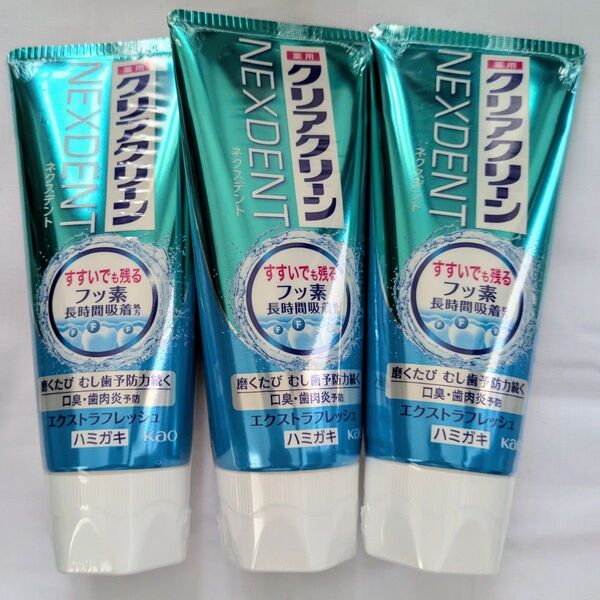 薬用
クリアクリーン
NEXDENT
ネクスデント
すすいでも残る
フッ素
長時間吸着
F F F
磨くたび むし歯予防力続く
口臭・歯肉炎予防
エクストラフレッシュ
ハミガキ
Kao
薬用
クリアクリーン
NEXDENT
ネクスデント
すすいでも残る
フッ素
長時間吸着
F F F
磨くたび むし歯予防力続く
口臭・歯肉炎予防
エクストラフレッシュ
ハミガキ
Kao
薬用
クリアクリーン
NEXDENT
ネクスデント
すすいでも残る
フッ素
長時間吸着
F F F
磨くたび むし歯予防力続く
口臭・歯肉炎予防
エクストラフレッシュ
ハミガキ
Kao